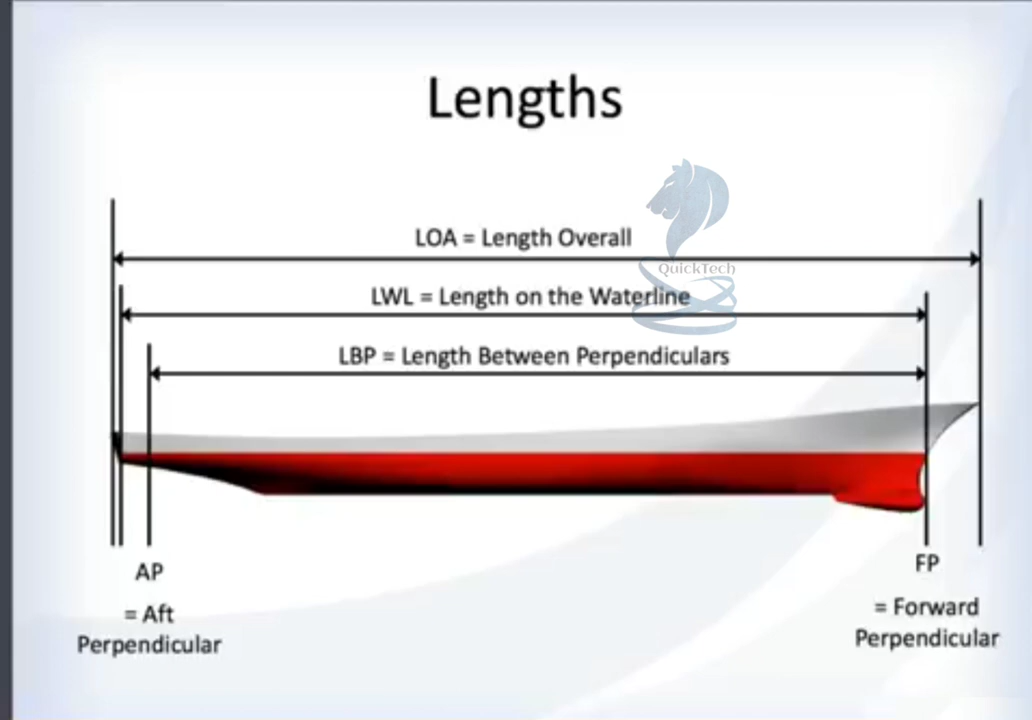 Lengths
LOA = Length Overall
QuickTech
LWL = Length on the Waterline
LBP = Length Between Perpendiculars
AP
= Aft
Perpendicular
FP
= Forward
Perpendicular